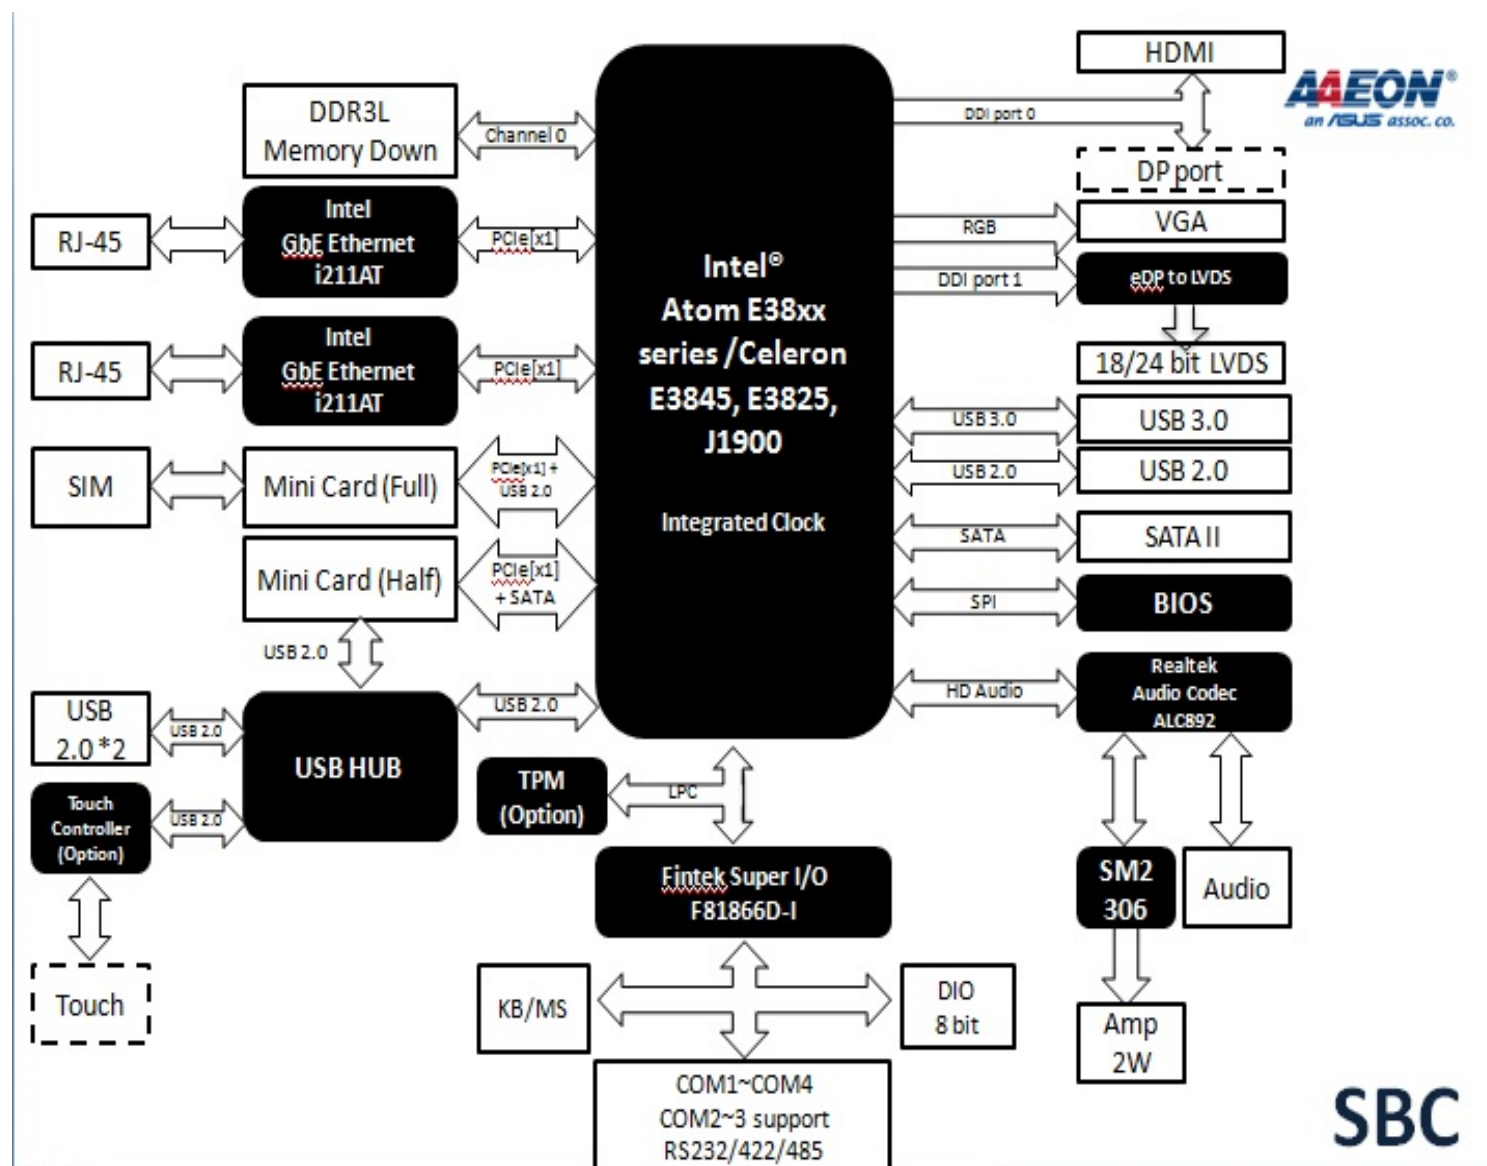 HDMI
AAEON®
an ASUS assoc. co.
DDR3L
Memory Down
Channel 0
DDI port 0
DP port
RJ-45
Intel
GbE Ethernet
i211AT
PCIe[x1]
RGB
VGA
DDI port 1
eDP to LVDS
Intel®
Atom E38xx
series /Celeron
E3845, E3825,
J1900
Integrated Clock
RJ-45
Intel
GbE Ethernet
i211AT
PCIe[x1]
18/24 bit LVDS
USB 3.0
USB 3.0
USB 2.0
USB 2.0
SIM
Mini Card (Full)
PCIe[x1] +
USB 2.0
SATA
SATA II
Mini Card (Half)
PCIe[x1]
+ SATA
SPI
BIOS
USB 2.0
HD Audio
Realtek
Audio Codec
ALC892
USB
2.0 *2
USB 2.0
USB HUB
USB 2.0
TPM
(Option)
LPC
Touch
Controller
(Option)
USB 2.0
Fintek Super I/O
F81866D-I
SM2
306
Audio
Touch
KB/MS
DIO
8 bit
Amp
2W
COM1~COM4
COM2~3 support
RS232/422/485
SBC